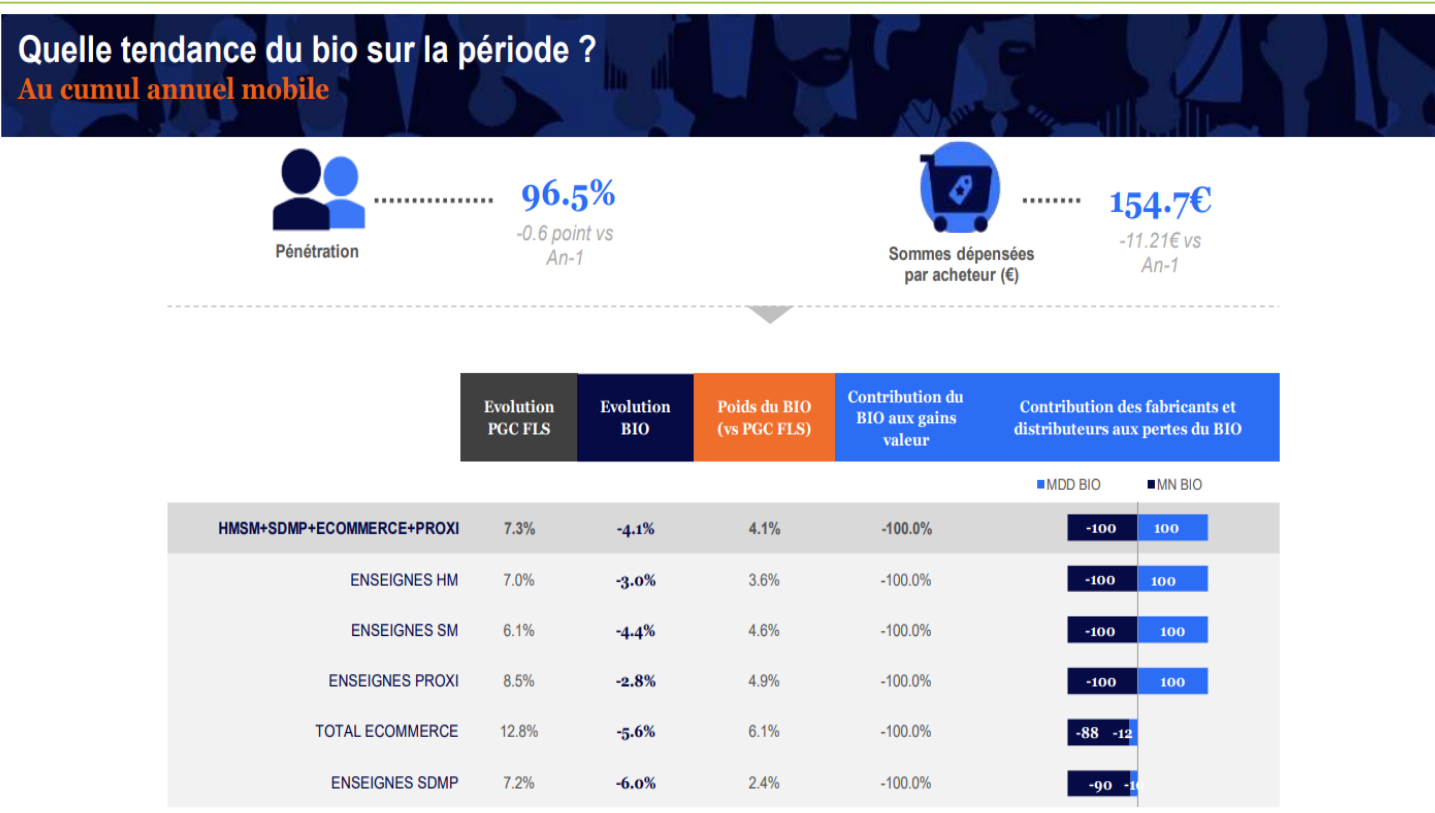 Quelle tendance du bio sur la période ?
Au cumul annuel mobile
96.5%
-0.6 point vs
An-1
Pénétration
154.7€
-11.21€ vs
An-1
Sommes dépensées
par acheteur (€)
Evolution
PGC FLS
Evolution
BIO
Poids du BIO
(vs PGC FLS)
Contribution du
BIO aux gains
valeur
Contribution des fabricants et
distributeurs aux pertes du BIO
MDD BIO MN BIO
HMSM+SDMP+ECOMMERCE+PROXI 7.3% -4.1% 4.1% -100.0% -100 100
ENSEIGNES HM 7.0% -3.0% 3.6% -100.0% -100 100
ENSEIGNES SM 6.1% -4.4% 4.6% -100.0% -100 100
ENSEIGNES PROXI 8.5% -2.8% 4.9% -100.0% -100 100
TOTAL ECOMMERCE 12.8% -5.6% 6.1% -100.0% -88 -12
ENSEIGNES SDMP 7.2% -6.0% 2.4% -100.0% -90 -10